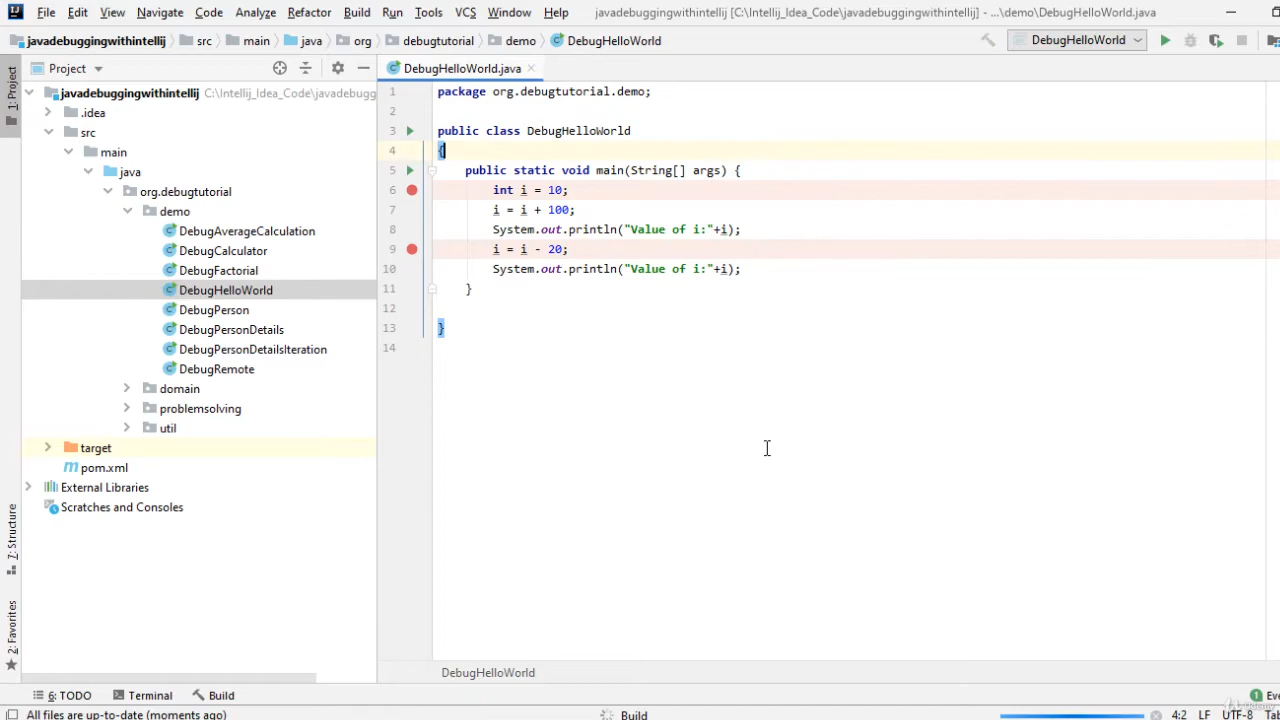 File Edit View Navigate Code Analyze Refactor Build Run Tools VCS Window Help javadebuggingwithintellij [C:\Intellij_Idea_Code\javadebuggingwithintellij] - ...\demo\DebugHelloWorld.java
javadebuggingwithintellij src main java org debugtutorial demo DebugHelloWorld DebugHelloWorld
Project
DebugHelloWorld.java
1: Project
7: Structure
2: Favorites
javadebuggingwithintellij C:\Intellij_Idea_Code\javadebugg
.idea
src
main
java
org.debugtutorial
demo
DebugAverageCalculation
DebugCalculator
DebugFactorial
DebugHelloWorld
DebugPerson
DebugPersonDetails
DebugPersonDetailsIteration
DebugRemote
domain
problemsolving
util
target
pom.xml
External Libraries
Scratches and Consoles
1 package org.debugtutorial.demo;
2
3 public class DebugHelloWorld
4 {
5 public static void main(String[] args) {
6 int i = 10;
7 i = i + 100;
8 System.out.println("Value of i:"+i);
9 i = i - 20;
10 System.out.println("Value of i:"+i);
11 }
12
13 }
14
DebugHelloWorld
6: TODO Terminal Build 1 Eve
All files are up-to-date (moments ago) Build 4:2 LF UTF-8 Tab